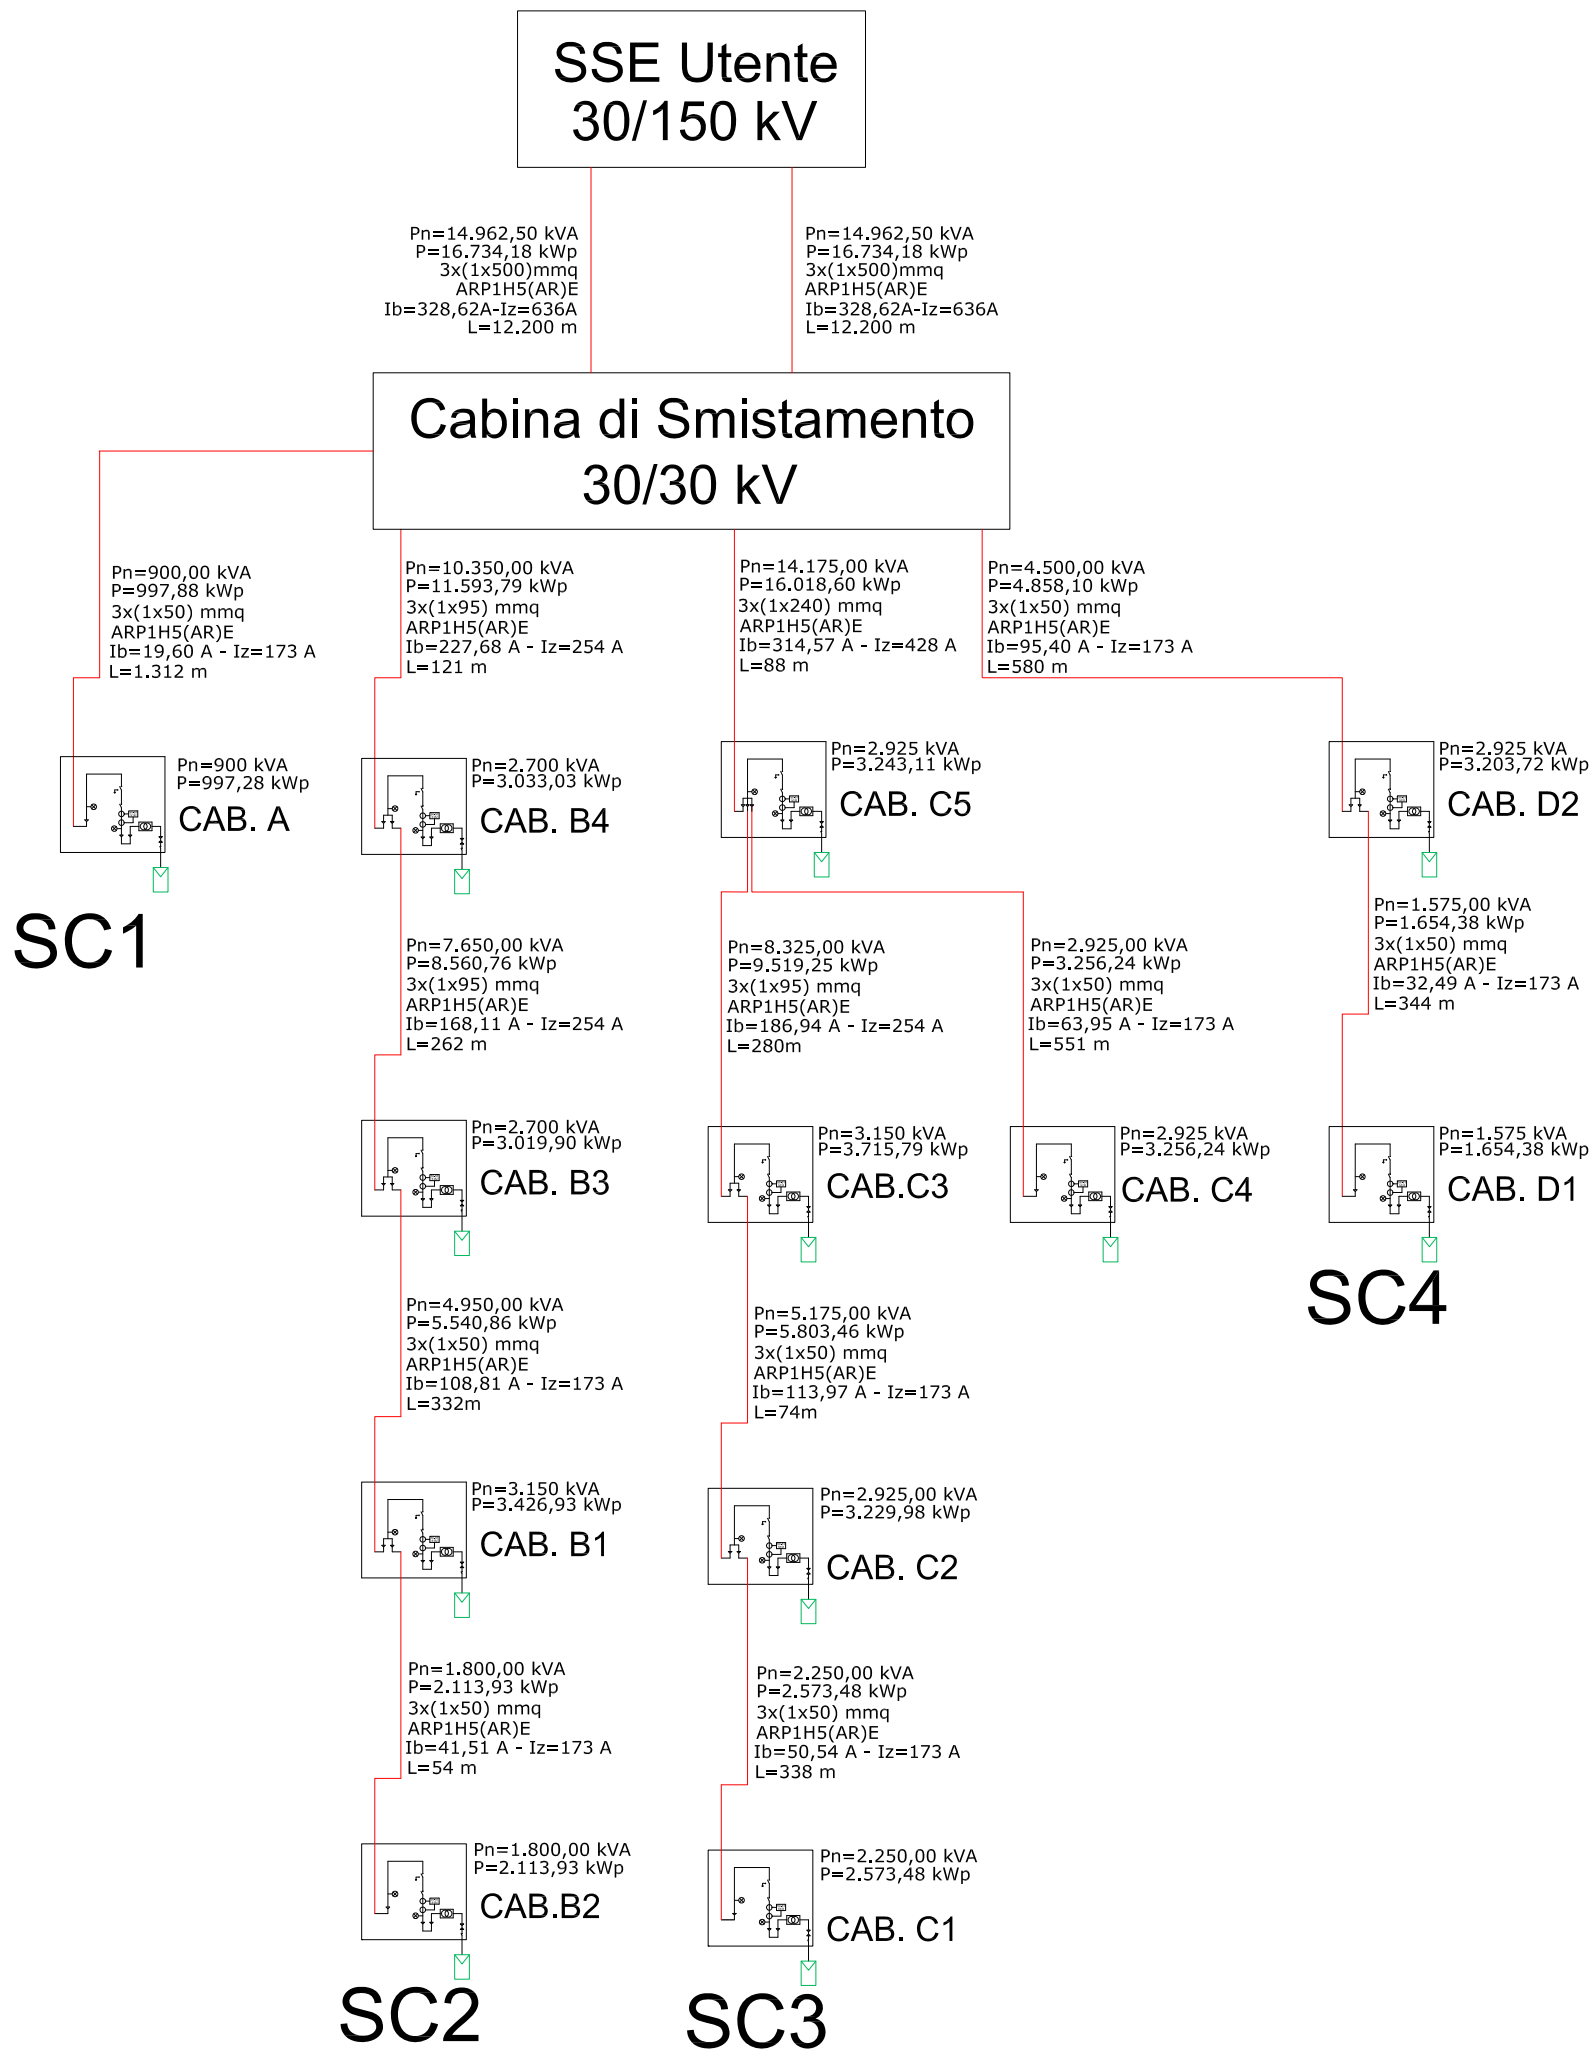 SSE Utente
30/150 kV
Pn=14.962,50 kVA
P=16.734,18 kWp
3x(1x500)mmq
ARP1H5(AR)E
Ib=328,62A-Iz=636A
L=12.200 m
Pn=14.962,50 kVA
P=16.734,18 kWp
3x(1x500)mmq
ARP1H5(AR)E
Ib=328,62A-Iz=636A
L=12.200 m
Cabina di Smistamento
30/30 kV
Pn=900,00 kVA
P=997,88 kWp
3x(1x50) mmq
ARP1H5(AR)E
Ib=19,60 A - Iz=173 A
L=1.312 m
Pn=10.350,00 kVA
P=11.593,79 kWp
3x(1x95) mmq
ARP1H5(AR)E
Ib=227,68 A - Iz=254 A
L=121 m
Pn=14.175,00 kVA
P=16.018,60 kWp
3x(1x240) mmq
ARP1H5(AR)E
Ib=314,57 A - Iz=428 A
L=88 m
Pn=4.500,00 kVA
P=4.858,10 kWp
3x(1x50) mmq
ARP1H5(AR)E
Ib=95,40 A - Iz=173 A
L=580 m
Pn=900 kVA
P=997,28 kWp
CAB. A
Pn=2.700 kVA
P=3.033,03 kWp
CAB. B4
Pn=2.925 kVA
P=3.243,11 kWp
CAB. C5
Pn=2.925 kVA
P=3.203,72 kWp
CAB. D2
SC1
Pn=7.650,00 kVA
P=8.560,76 kWp
3x(1x95) mmq
ARP1H5(AR)E
Ib=168,11 A - Iz=254 A
L=262 m
Pn=8.325,00 kVA
P=9.519,25 kWp
3x(1x95) mmq
ARP1H5(AR)E
Ib=186,94 A - Iz=254 A
L=280m
Pn=2.925,00 kVA
P=3.256,24 kWp
3x(1x50) mmq
ARP1H5(AR)E
Ib=63,95 A - Iz=173 A
L=551 m
Pn=1.575,00 kVA
P=1.654,38 kWp
3x(1x50) mmq
ARP1H5(AR)E
Ib=32,49 A - Iz=173 A
L=344 m
Pn=2.700 kVA
P=3.019,90 kWp
CAB. B3
Pn=3.150 kVA
P=3.715,79 kWp
CAB.C3
Pn=2.925 kVA
P=3.256,24 kWp
CAB. C4
Pn=1.575 kVA
P=1.654,38 kWp
CAB. D1
SC4
Pn=4.950,00 kVA
P=5.540,86 kWp
3x(1x50) mmq
ARP1H5(AR)E
Ib=108,81 A - Iz=173 A
L=332m
Pn=5.175,00 kVA
P=5.803,46 kWp
3x(1x50) mmq
ARP1H5(AR)E
Ib=113,97 A - Iz=173 A
L=74m
Pn=3.150 kVA
P=3.426,93 kWp
CAB. B1
Pn=2.925,00 kVA
P=3.229,98 kWp
CAB. C2
Pn=1.800,00 kVA
P=2.113,93 kWp
3x(1x50) mmq
ARP1H5(AR)E
Ib=41,51 A - Iz=173 A
L=54 m
Pn=2.250,00 kVA
P=2.573,48 kWp
3x(1x50) mmq
ARP1H5(AR)E
Ib=50,54 A - Iz=173 A
L=338 m
Pn=1.800,00 kVA
P=2.113,93 kWp
CAB.B2
Pn=2.250,00 kVA
P=2.573,48 kWp
CAB. C1
SC2
SC3